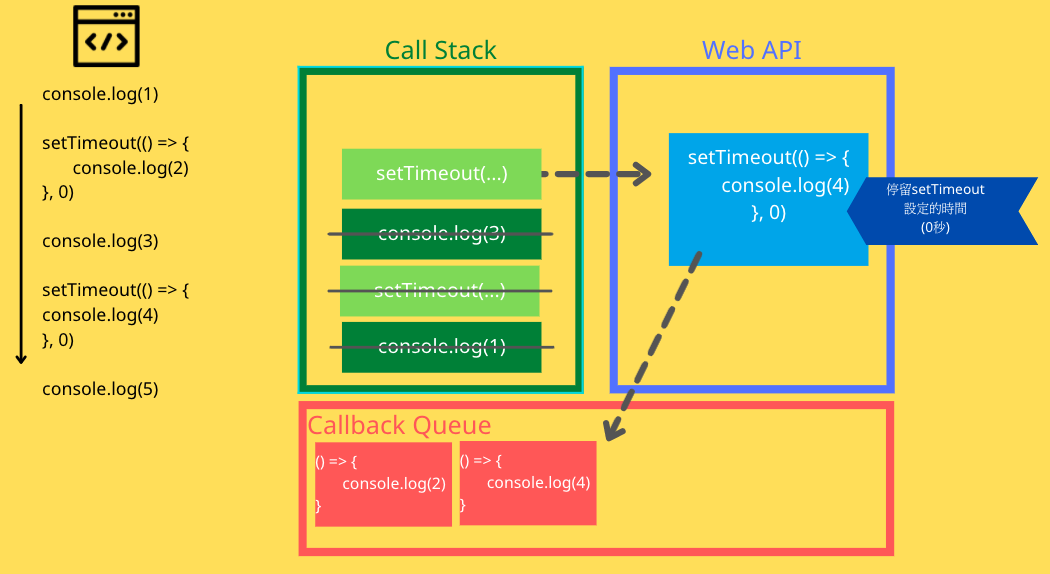 </>
console.log(1)
setTimeout(() => {
console.log(2)
}, 0)
console.log(3)
setTimeout(() => {
console.log(4)
}, 0)
console.log(5)
Call Stack
setTimeout(...)
console.log(3)
setTimeout(...)
console.log(1)
Web API
setTimeout(() => {
console.log(4)
}, 0)
停留setTimeout
設定的時間
(0秒)
Callback Queue
() => {
console.log(2)
}
() => {
console.log(4)
}